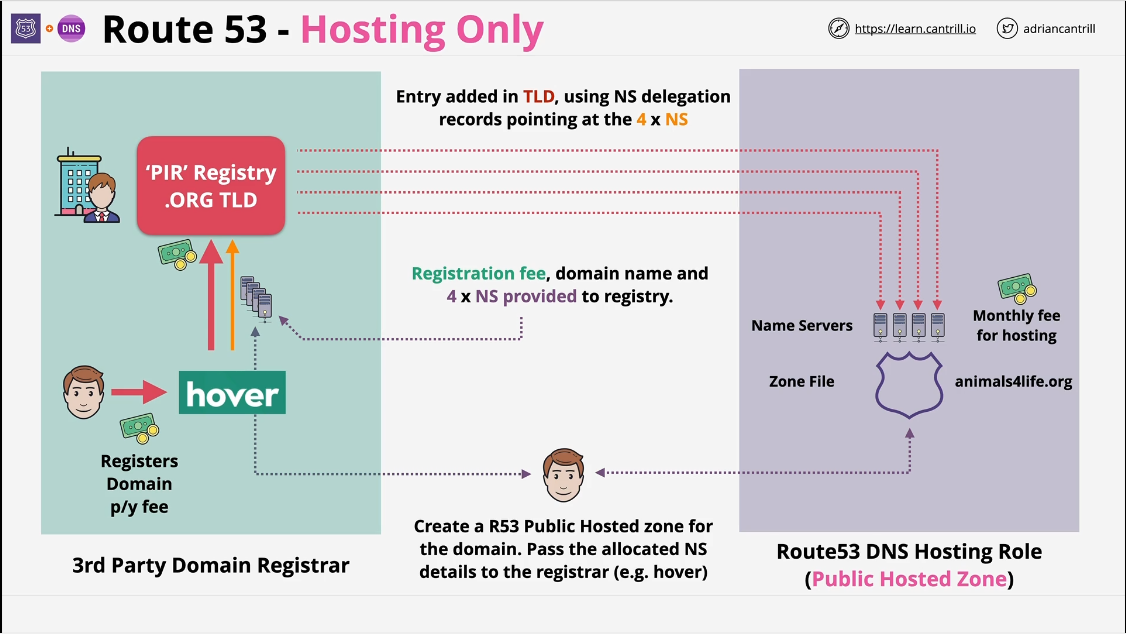 53
DNS
Route 53 - Hosting Only
https://learn.cantrill.io
adriancantrill
Entry added in TLD, using NS delegation
records pointing at the 4 x NS
‘PIR’ Registry
.ORG TLD
Registration fee, domain name and
4 x NS provided to registry.
Name Servers
Monthly fee
for hosting
Zone File
animals4life.org
hover
Registers
Domain
p/y fee
Create a R53 Public Hosted zone for
the domain. Pass the allocated NS
details to the registrar (e.g. hover)
3rd Party Domain Registrar
Route53 DNS Hosting Role
(Public Hosted Zone)